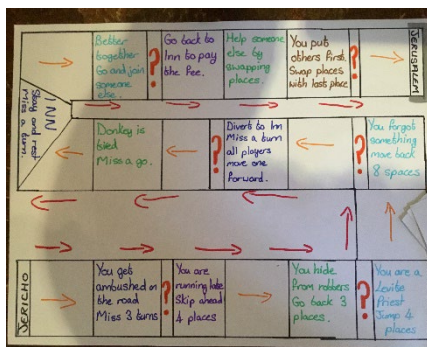 Better
together
Go and join
someone
else.
?
Go back to
Inn to pay
the fee.
Help someone
else by
swapping
places.
You put
others first.
Swap places
with last place
?
JERUSALEM
INN
Stay and rest
Miss a turn.
Donkey is
tired
Miss a go.
?
Divert to Inn
Miss a turn
all players
move one
forward.
You forgot
something
move back
8 spaces
?
JERICHO
You get
ambushed on
the road
Miss 3 turns
?
You are
running late
Skip ahead
4 places
You hide
from robbers
Go back 3
places.
?
You are a
Levite
Priest
Jump 4
places